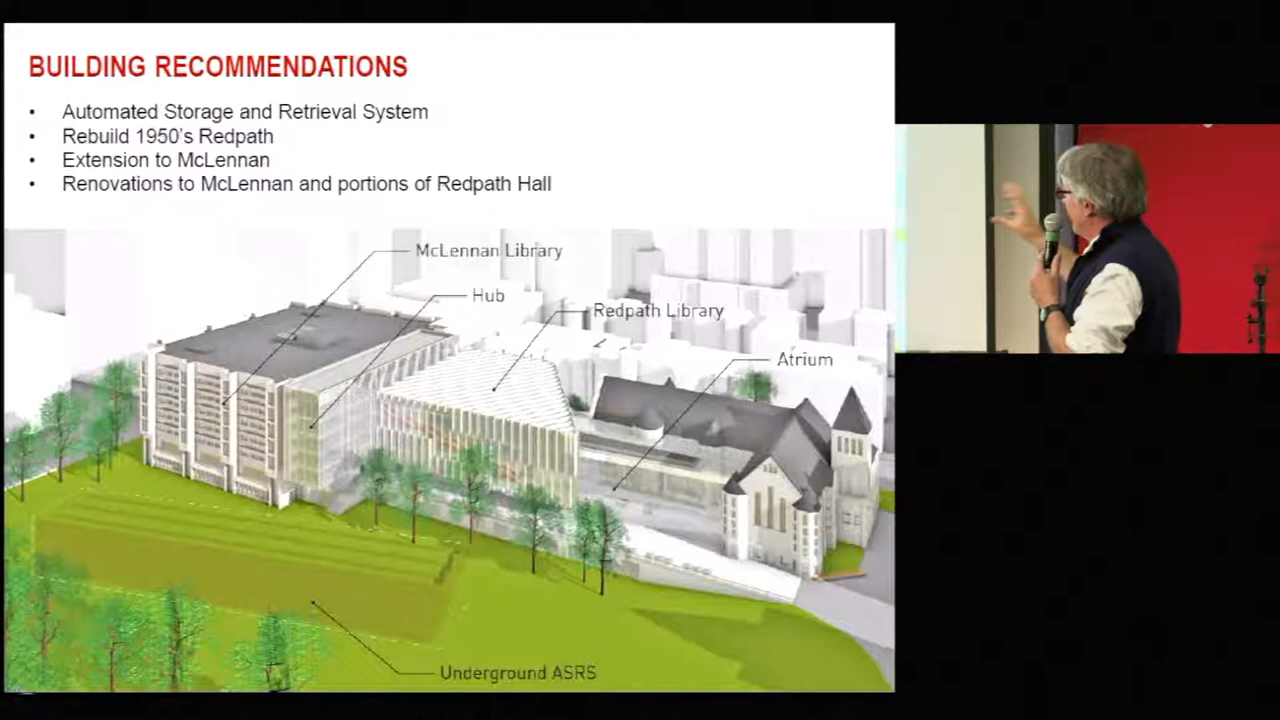 BUILDING RECOMMENDATIONS
• Automated Storage and Retrieval System
• Rebuild 1950's Redpath
• Extension to McLennan
• Renovations to McLennan and portions of Redpath Hall
McLennan Library
Hub
Redpath Library
Atrium
Underground ASRS